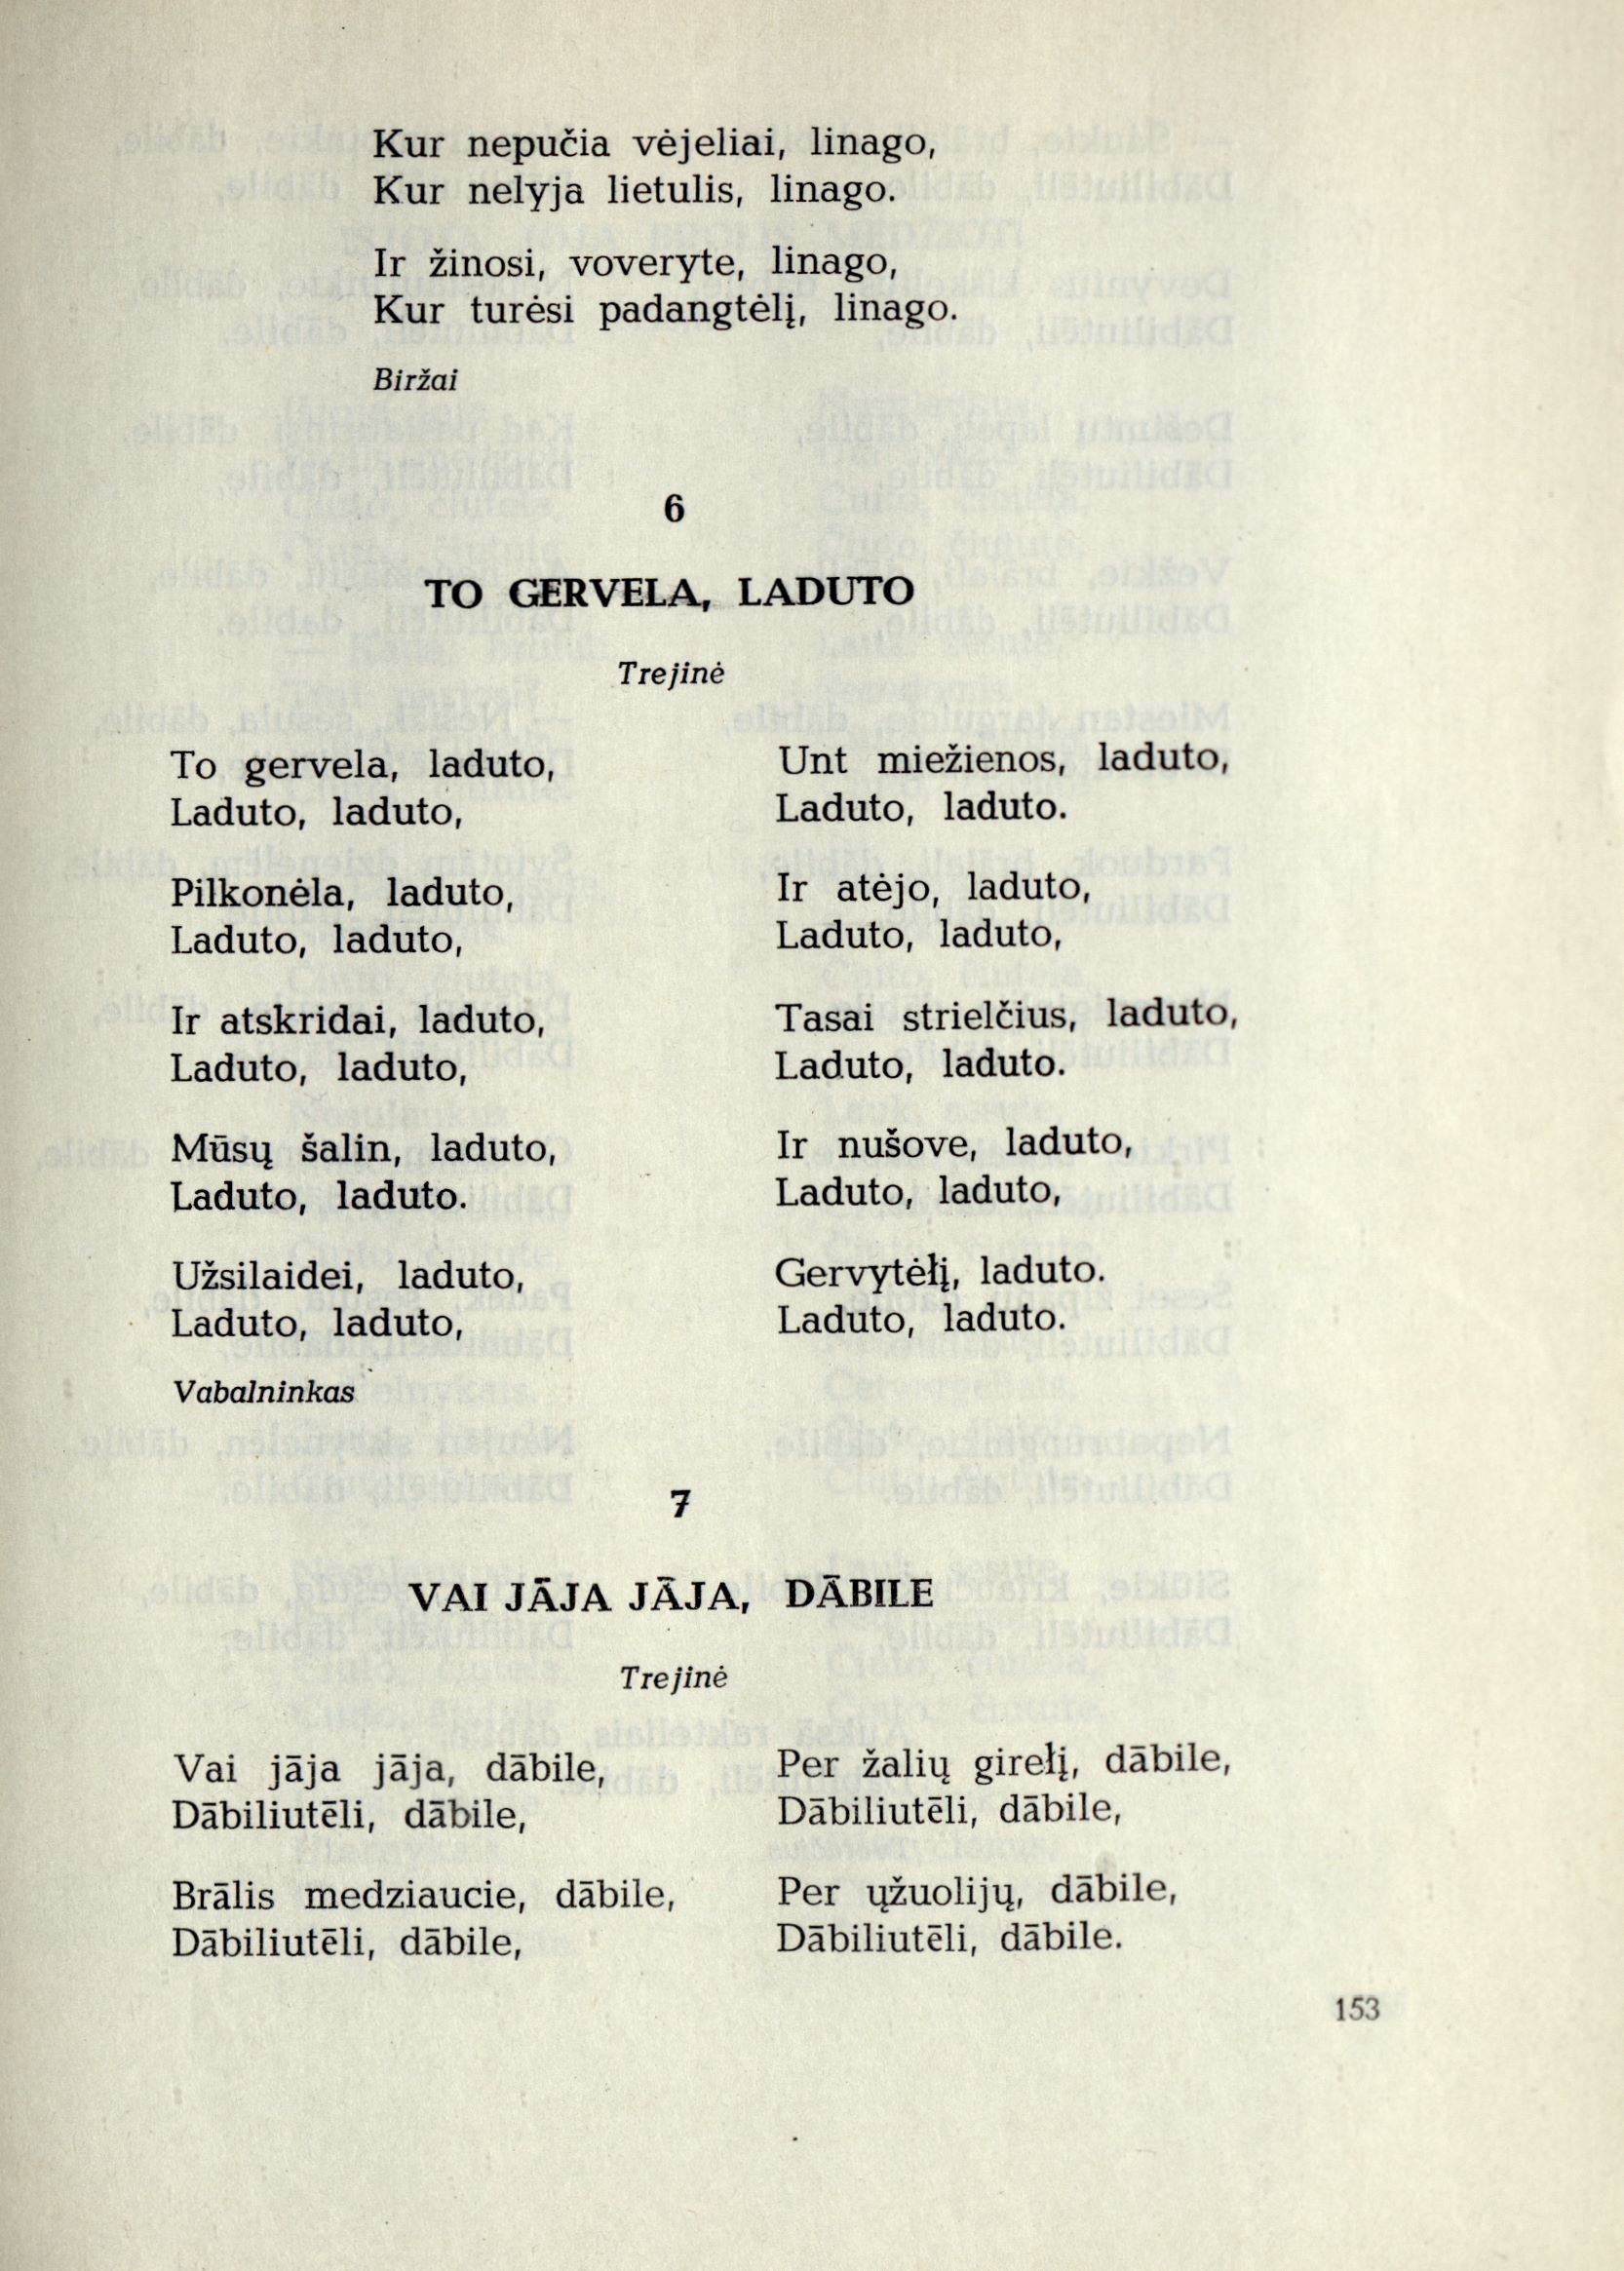 Kur nepučia vėjeliai, linago,
Kur nelyja lietulis, linago.
Ir žinosi, voveryte, linago,
Kur turėsi padangtėlį, linago.
Biržai
6
TO GERVELA, LADUTO
Trejinė
To gervela, laduto,
Laduto, laduto,
Pilkonėla, laduto,
Laduto, laduto,
Ir atskridai, laduto,
Laduto, laduto,
Mūsų šalin, laduto,
Laduto, laduto.
Užsilaidei, laduto,
Laduto, laduto,
Unt miežienos, laduto,
Laduto, laduto.
Ir atėjo, laduto,
Laduto, laduto,
Tasai strielčius, laduto,
Laduto, laduto.
Ir nušove, laduto,
Laduto, laduto,
Gervytėłį, laduto.
Laduto, laduto.
Vabalninkas
7
VAI JĀJA JĀJA, DĀBILE
Trejinė
Vai jāja jāja, dābile,
Dābiliutēli, dābile,
Brālis medziaucie, dābile,
Dābiliutēli, dābile,
Per žalių girełį, dābile,
Dābiliutēli, dābile,
Per ųžuolijų, dābile,
Dābiliutēli, dābile.
153